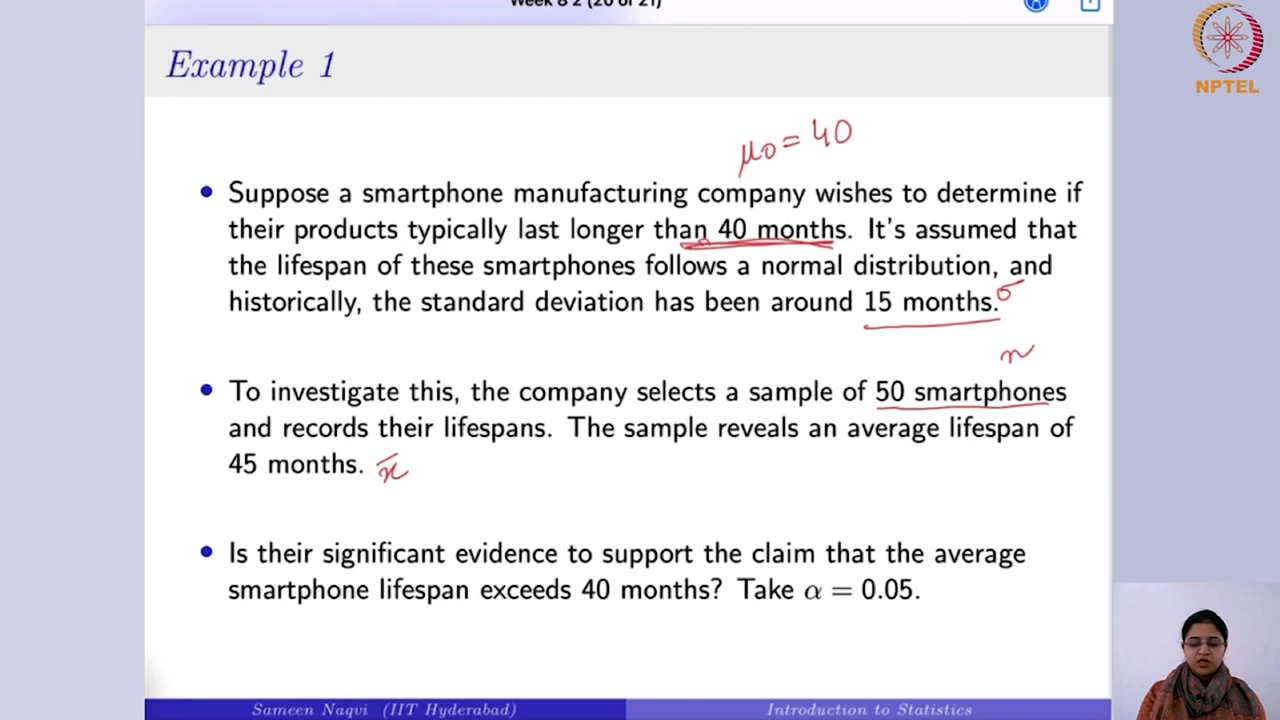 Week 8 2 (20 of 21)
NPTEL
Example 1
μ0 = 40
Suppose a smartphone manufacturing company wishes to determine if
their products typically last longer than 40 months. It's assumed that
the lifespan of these smartphones follows a normal distribution, and
historically, the standard deviation has been around 15 months. σ
n
To investigate this, the company selects a sample of 50 smartphones
and records their lifespans. The sample reveals an average lifespan of
45 months. x̄
Is their significant evidence to support the claim that the average
smartphone lifespan exceeds 40 months? Take α = 0.05.
Sameen Naqvi (IIT Hyderabad) Introduction to Statistics